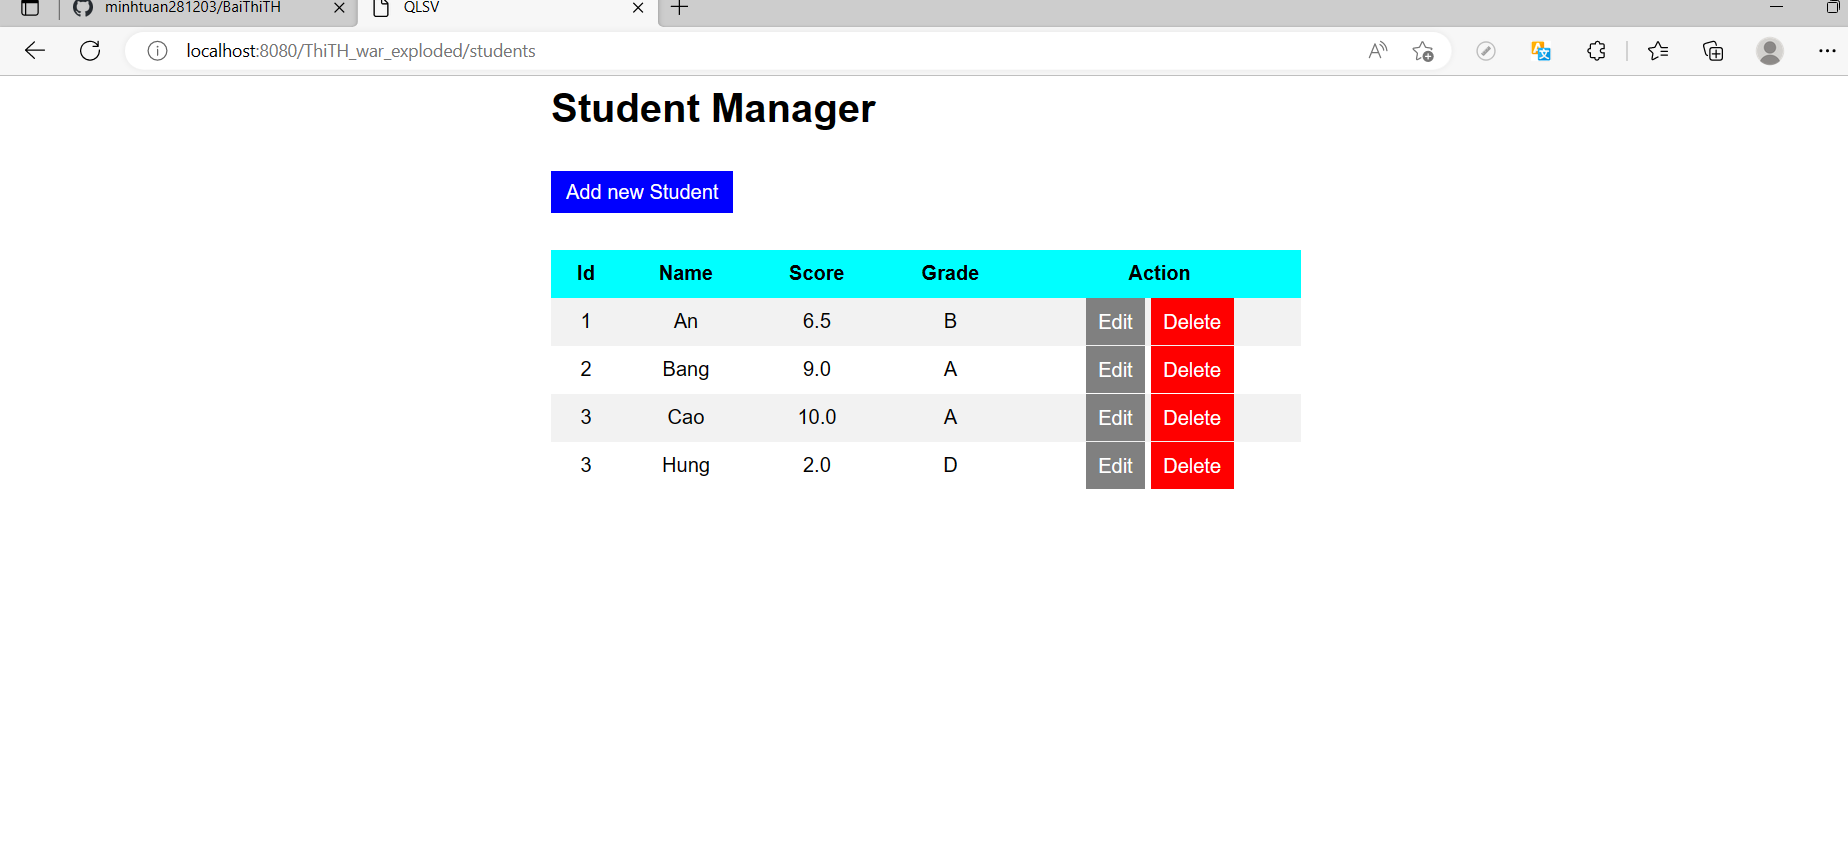 minhtuan281203/BaiThiTH
QLSV
localhost:8080/ThiTH_war_exploded/students
Student Manager
Add new Student
Id Name Score Grade Action
1 An 6.5 B Edit Delete
2 Bang 9.0 A Edit Delete
3 Cao 10.0 A Edit Delete
3 Hung 2.0 D Edit Delete